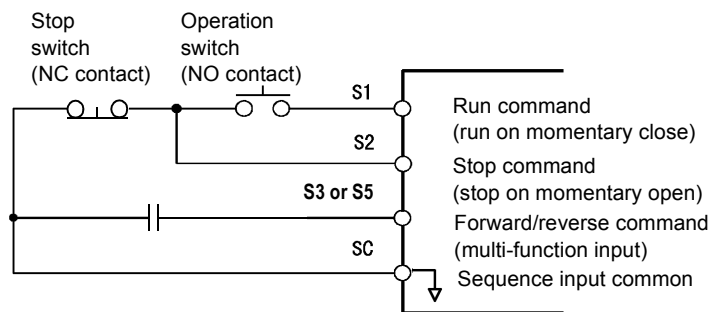 Stop
switch
(NC contact)
Operation
switch
(NO contact)
S1
Run command
(run on momentary close)
S2
Stop command
(stop on momentary open)
S3 or S5
Forward/reverse command
(multi-function input)
SC
Sequence input common